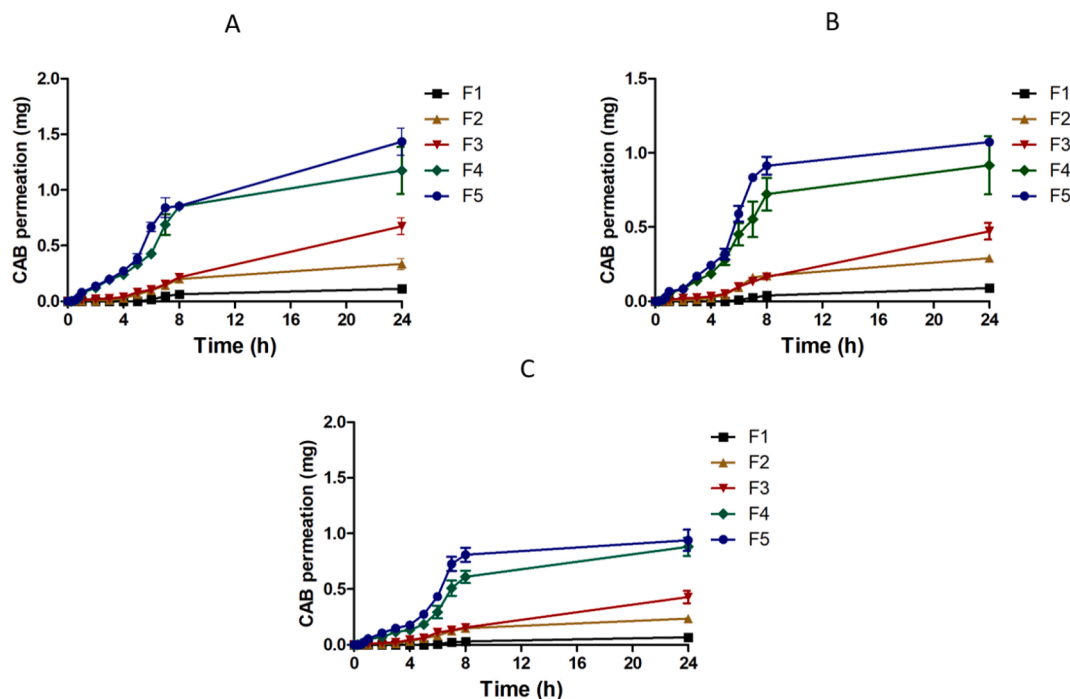 A
CAB permeation (mg)
2.0
1.5
1.0
0.5
0.0
0 4 8 12 16 20 24
Time (h)
F1
F2
F3
F4
F5
B
CAB permeation (mg)
1.5
1.0
0.5
0.0
0 4 8 12 16 20 24
Time (h)
F1
F2
F3
F4
F5
C
CAB permeation (mg)
2.0
1.5
1.0
0.5
0.0
0 4 8 12 16 20 24
Time (h)
F1
F2
F3
F4
F5